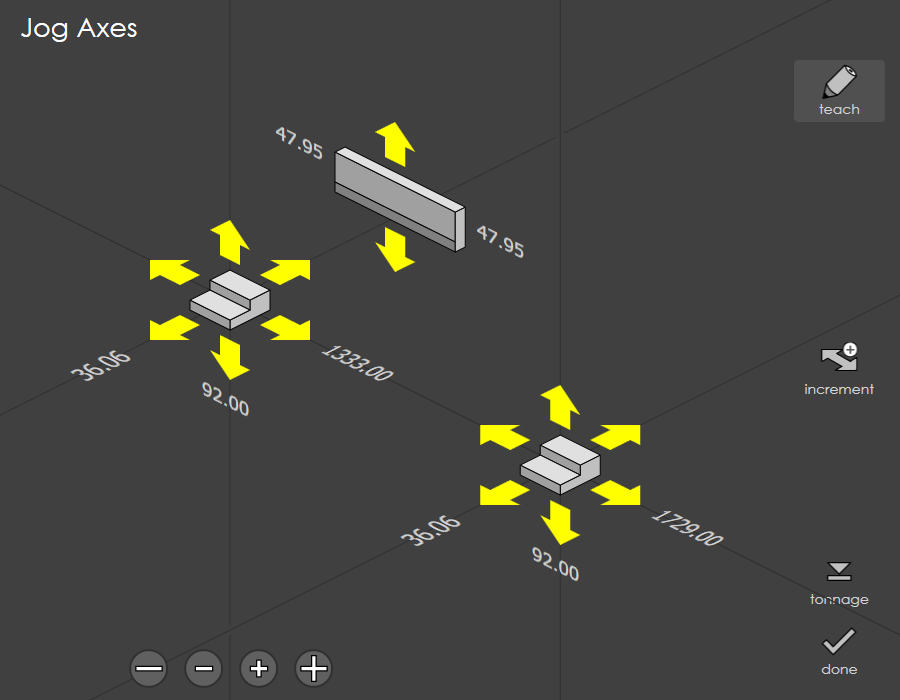 Jog Axes
teach
47.95
47.95
36.06
1333.00
92.00
increment
36.06
1729.00
92.00
tonnage
done